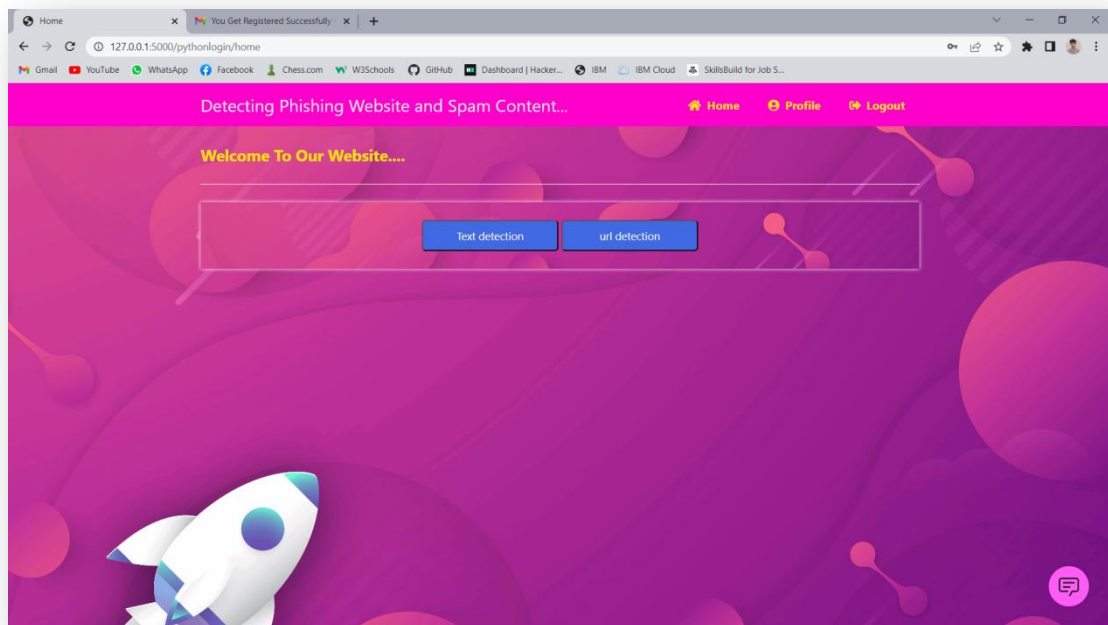 Home
You Get Registered Successfully
127.0.0.1:5000/pythonlogin/home
Gmail YouTube WhatsApp Facebook Chess.com W3Schools GitHub Dashboard | Hacker... IBM IBM Cloud SkillsBuild for Job S...
Detecting Phishing Website and Spam Content... Home Profile Logout
Welcome To Our Website....
Text detection url detection